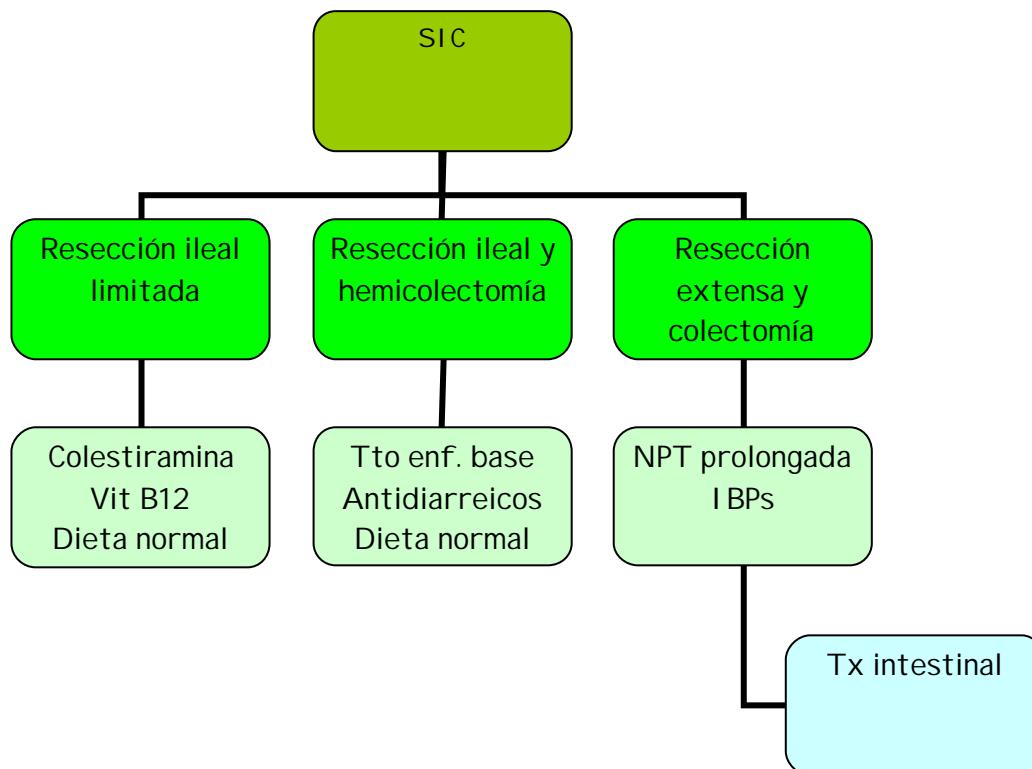 SIC
Resección ileal
limitada
Resección ileal y
hemicolectomía
Resección
extensa y
colectomía
Colestiramina
Vit B12
Dieta normal
Tto enf. base
Antidiarreicos
Dieta normal
NPT prolongada
IBPs
Tx intestinal